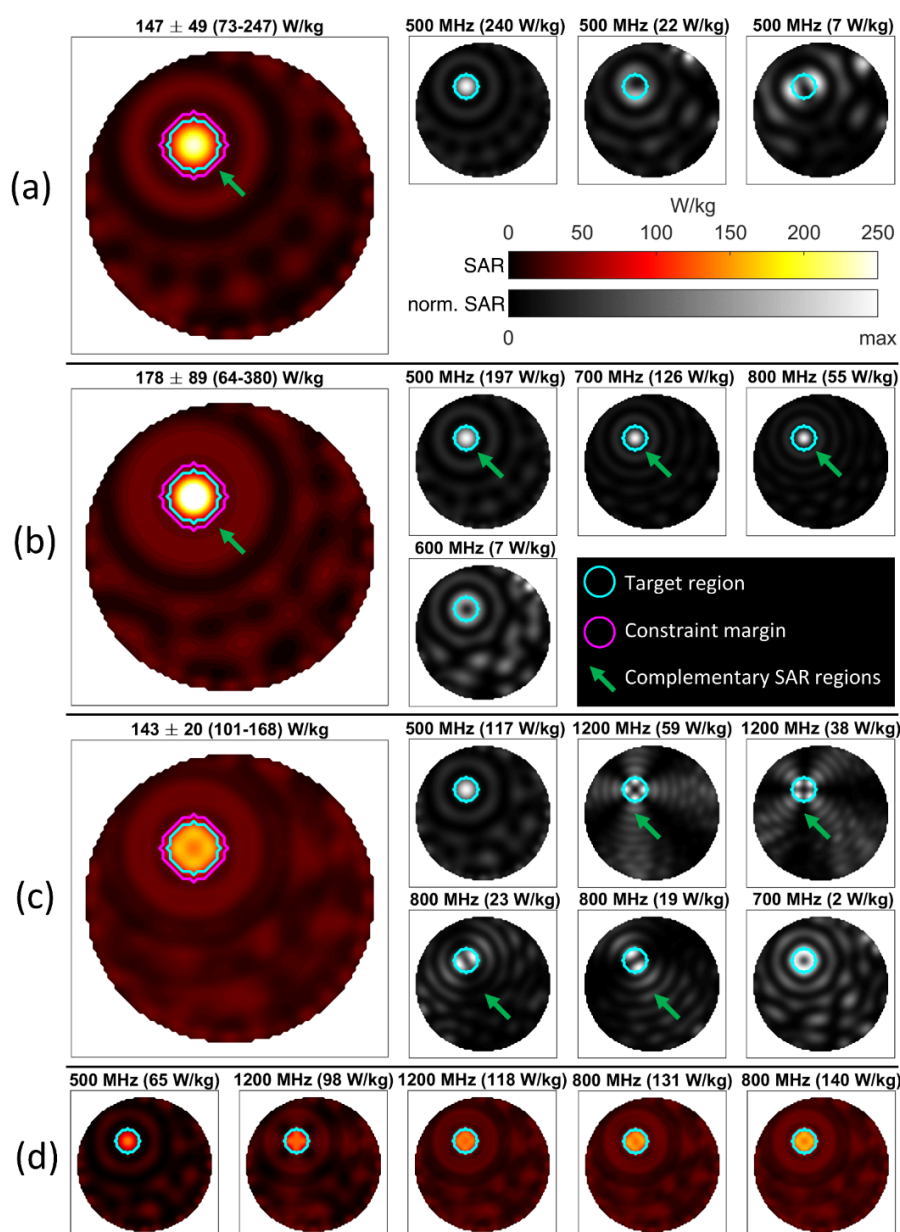 147 ± 49 (73-247) W/kg
500 MHz (240 W/kg)
500 MHz (22 W/kg)
500 MHz (7 W/kg)
(a)
W/kg
0 50 100 150 200 250
SAR
norm. SAR
0 max
178 ± 89 (64-380) W/kg
500 MHz (197 W/kg)
700 MHz (126 W/kg)
800 MHz (55 W/kg)
(b)
600 MHz (7 W/kg)
Target region
Constraint margin
Complementary SAR regions
143 ± 20 (101-168) W/kg
500 MHz (117 W/kg)
1200 MHz (59 W/kg)
1200 MHz (38 W/kg)
(c)
800 MHz (23 W/kg)
800 MHz (19 W/kg)
700 MHz (2 W/kg)
500 MHz (65 W/kg)
1200 MHz (98 W/kg)
1200 MHz (118 W/kg)
800 MHz (131 W/kg)
800 MHz (140 W/kg)
(d)